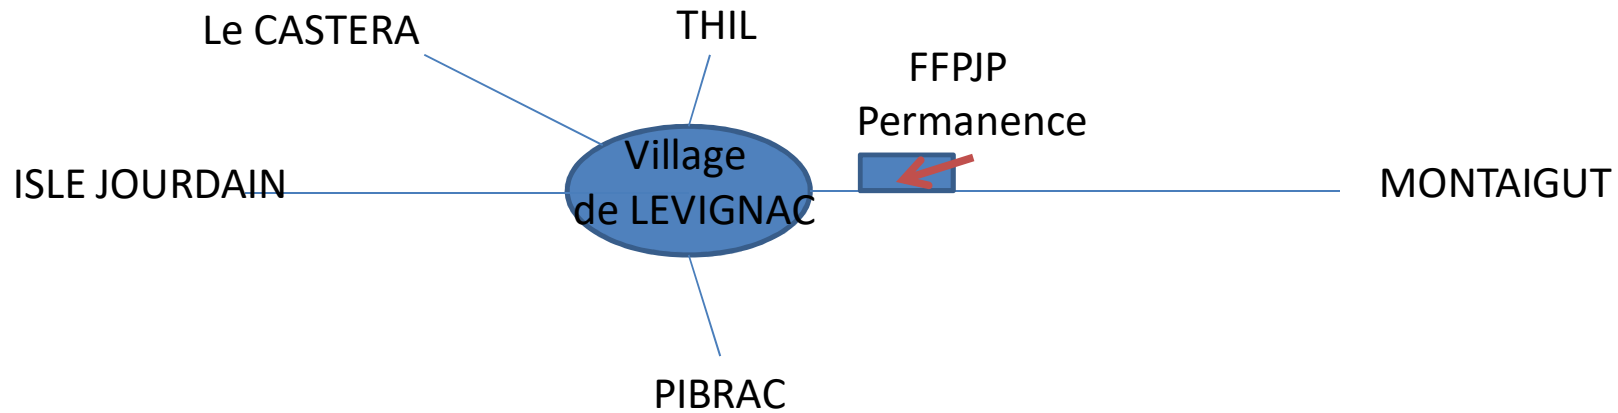 Le CASTERA
THIL
FFPJP
Permanence
Village
de LEVIGNAC
ISLE JOURDAIN
MONTAIGUT
PIBRAC